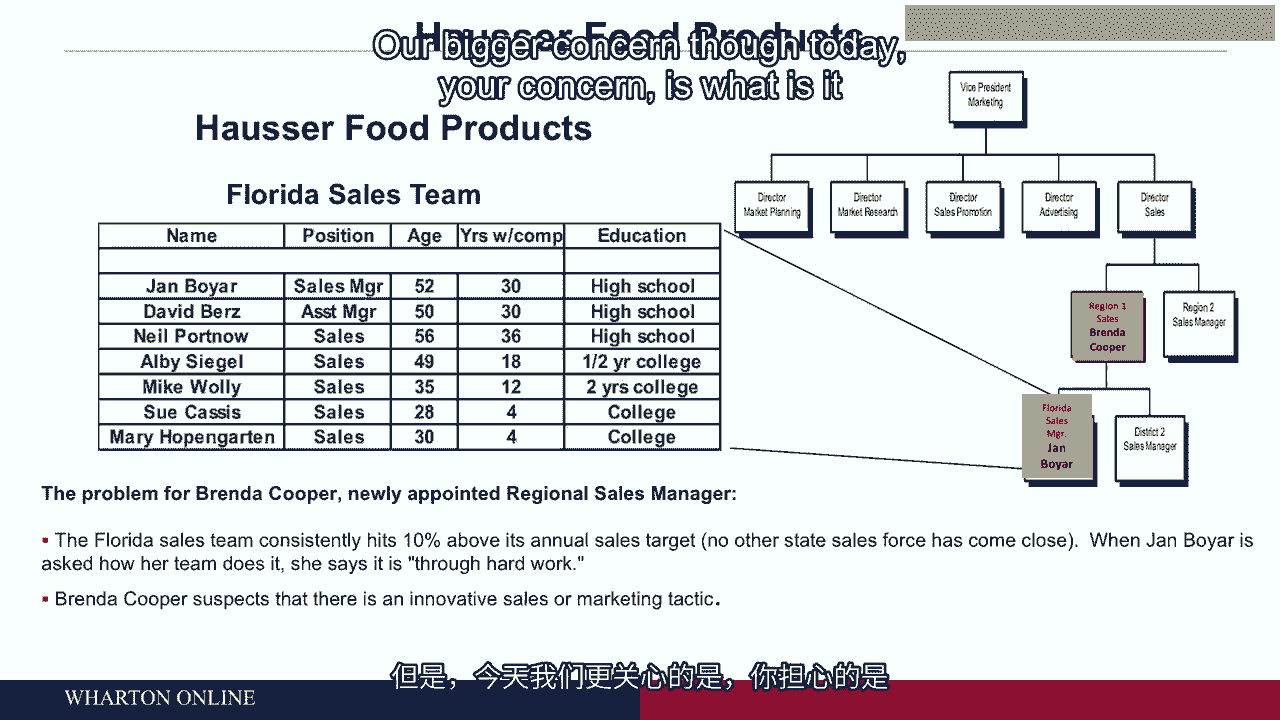 Hausser Food Products
Our bigger concern though today,
your concern, is what is it
Hausser Food Products
Florida Sales Team
Name Position Age Yrs w/comp Education
Jan Boyar Sales Mgr 52 30 High school
David Berz Asst Mgr 50 30 High school
Neil Portnow Sales 56 36 High school
Alby Siegel Sales 49 18 1/2 yr college
Mike Wolly Sales 35 12 2 yrs college
Sue Cassis Sales 28 4 College
Mary Hopengarten Sales 30 4 College
Vice President
Marketing
Director
Market Planning
Director
Market Research
Director
Sales Promotion
Director
Advertising
Director
Sales
Region 1
Sales
Brenda
Cooper
Region 2
Sales Manager
Florida
Sales
Mgr.
Jan
Boyar
District 2
Sales Manager
The problem for Brenda Cooper, newly appointed Regional Sales Manager:
▪ The Florida sales team consistently hits 10% above its annual sales target (no other state sales force has come close). When Jan Boyar is
asked how her team does it, she says it is "through hard work."
▪ Brenda Cooper suspects that there is an innovative sales or marketing tactic.
但是，今天我们更关心的是，你担心的是
WHARTON ONLINE